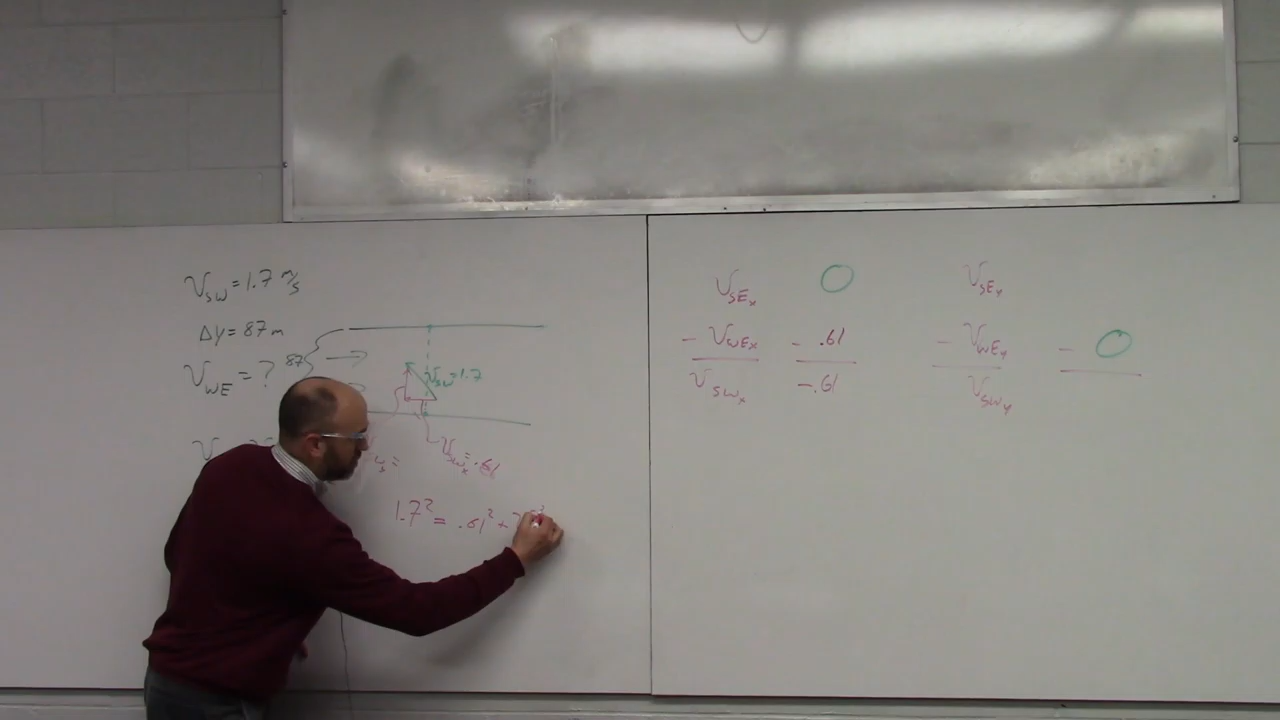 V_SW = 1.7 m/s
Δy = 87 m
V_WE = ?
87
V_SW = 1.7
V_SWx = .61
1.7² = .61² +
V_SEx 0
- V_WEx - .61
V_SWx -.61
V_SEy
- V_WEy - 0
V_SWy